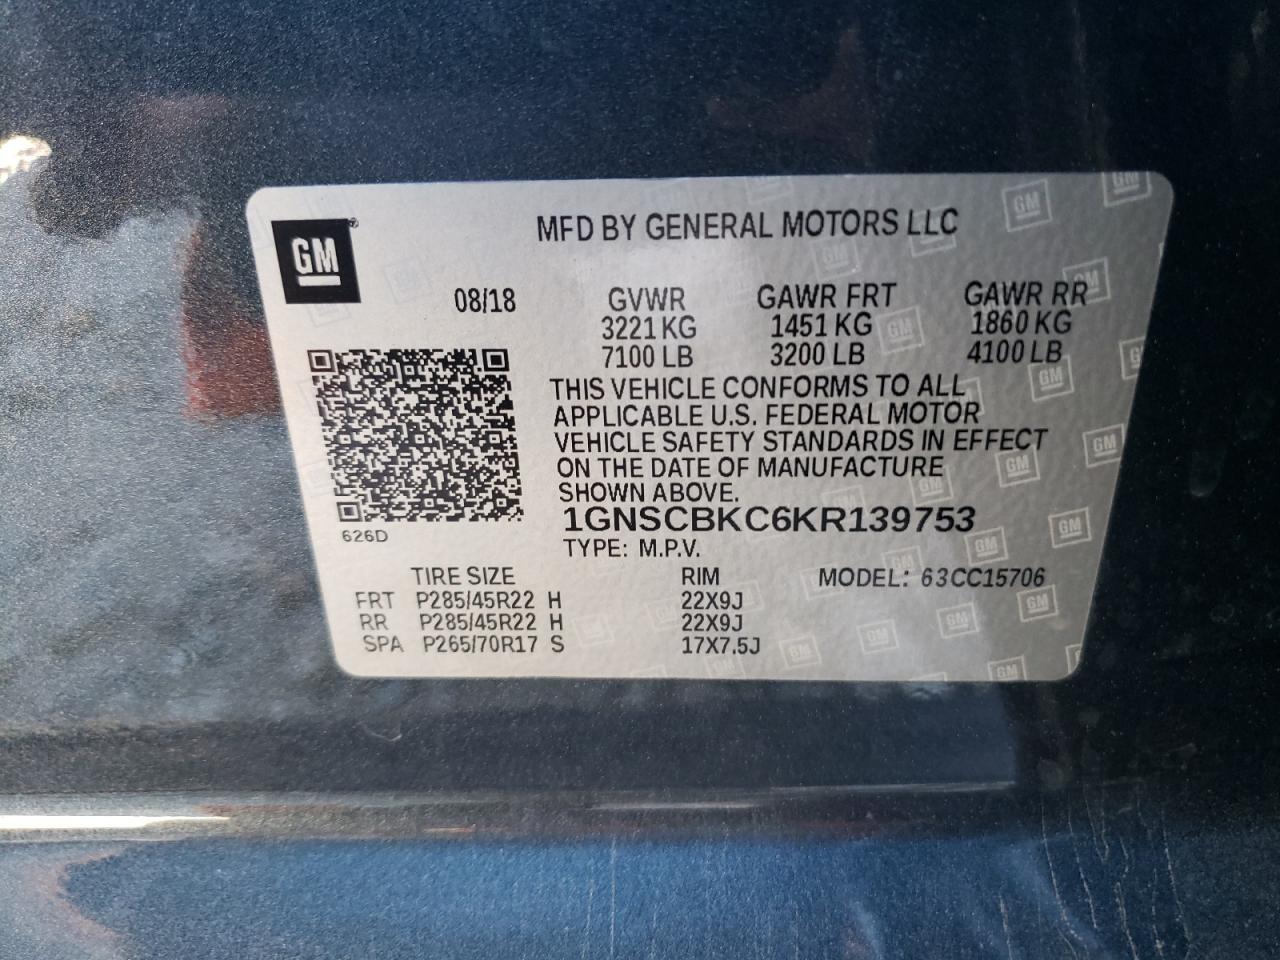 GM®
MFD BY GENERAL MOTORS LLC
08/18 GVWR GAWR FRT GAWR RR
3221 KG 1451 KG 1860 KG
7100 LB 3200 LB 4100 LB
THIS VEHICLE CONFORMS TO ALL
APPLICABLE U.S. FEDERAL MOTOR
VEHICLE SAFETY STANDARDS IN EFFECT
ON THE DATE OF MANUFACTURE
SHOWN ABOVE.
1GNSCBKC6KR139753
626D
TYPE: M.P.V.
TIRE SIZE RIM MODEL: 63CC15706
FRT P285/45R22 H 22X9J
RR P285/45R22 H 22X9J
SPA P265/70R17 S 17X7.5J